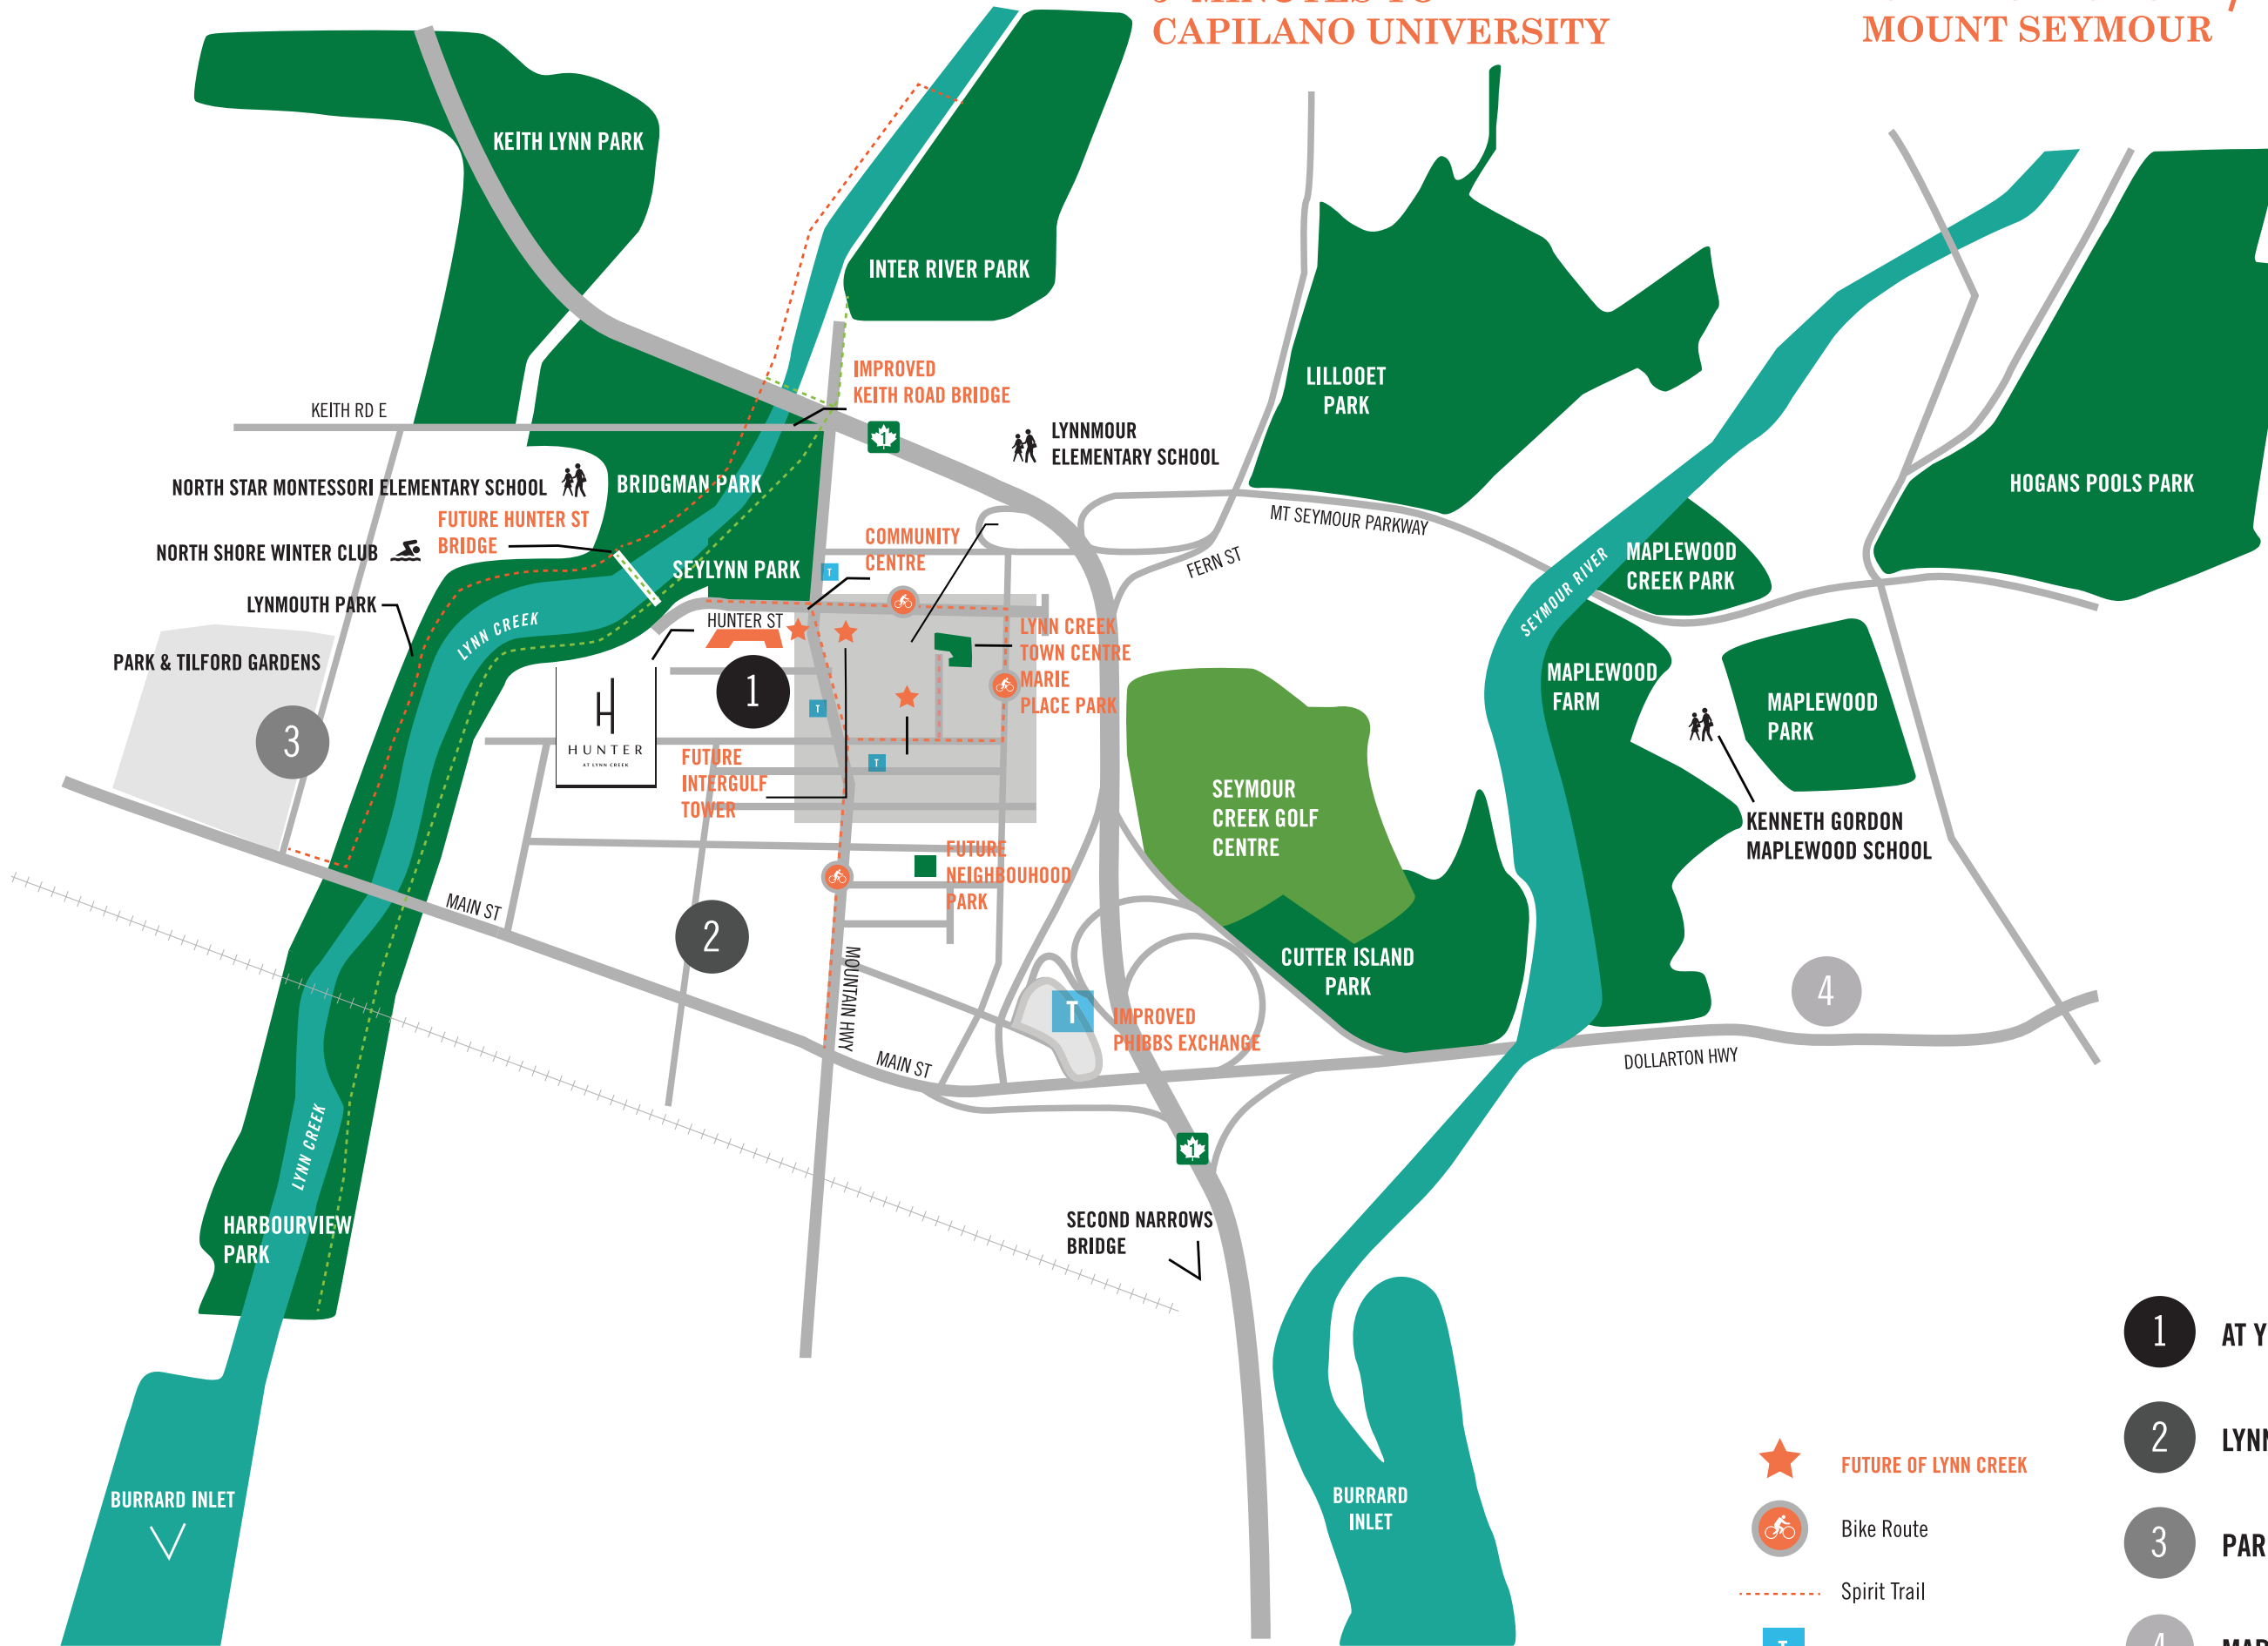 CAPILANO UNIVERSITY
MOUNT SEYMOUR
KEITH LYNN PARK
INTER RIVER PARK
IMPROVED
KEITH ROAD BRIDGE
LILLOOET
PARK
KEITH RD E
1
LYNNMOUR
ELEMENTARY SCHOOL
NORTH STAR MONTESSORI ELEMENTARY SCHOOL
BRIDGMAN PARK
HOGANS POOLS PARK
FUTURE HUNTER ST
BRIDGE
MT SEYMOUR PARKWAY
NORTH SHORE WINTER CLUB
COMMUNITY
CENTRE
FERN ST
MAPLEWOOD
CREEK PARK
SEYLYNN PARK
T
SEYMOUR RIVER
LYNMOUTH PARK
HUNTER ST
LYNN CREEK
LYNN CREEK
TOWN CENTRE
MARIE
PLACE PARK
PARK & TILFORD GARDENS
1
MAPLEWOOD
FARM
MAPLEWOOD
PARK
3
T
HUNTER
AT LYNN CREEK
FUTURE
INTERGULF
TOWER
T
SEYMOUR
CREEK GOLF
CENTRE
KENNETH GORDON
MAPLEWOOD SCHOOL
FUTURE
NEIGHBOUHOOD
PARK
MAIN ST
2
MOUNTAIN HWY
CUTTER ISLAND
PARK
4
T
IMPROVED
PHIBBS EXCHANGE
MAIN ST
DOLLARTON HWY
LYNN CREEK
1
HARBOURVIEW
PARK
SECOND NARROWS
BRIDGE
BURRARD INLET
BURRARD
INLET
FUTURE OF LYNN CREEK
Bike Route
Spirit Trail
1 AT Y
2 LYN
3 PAR